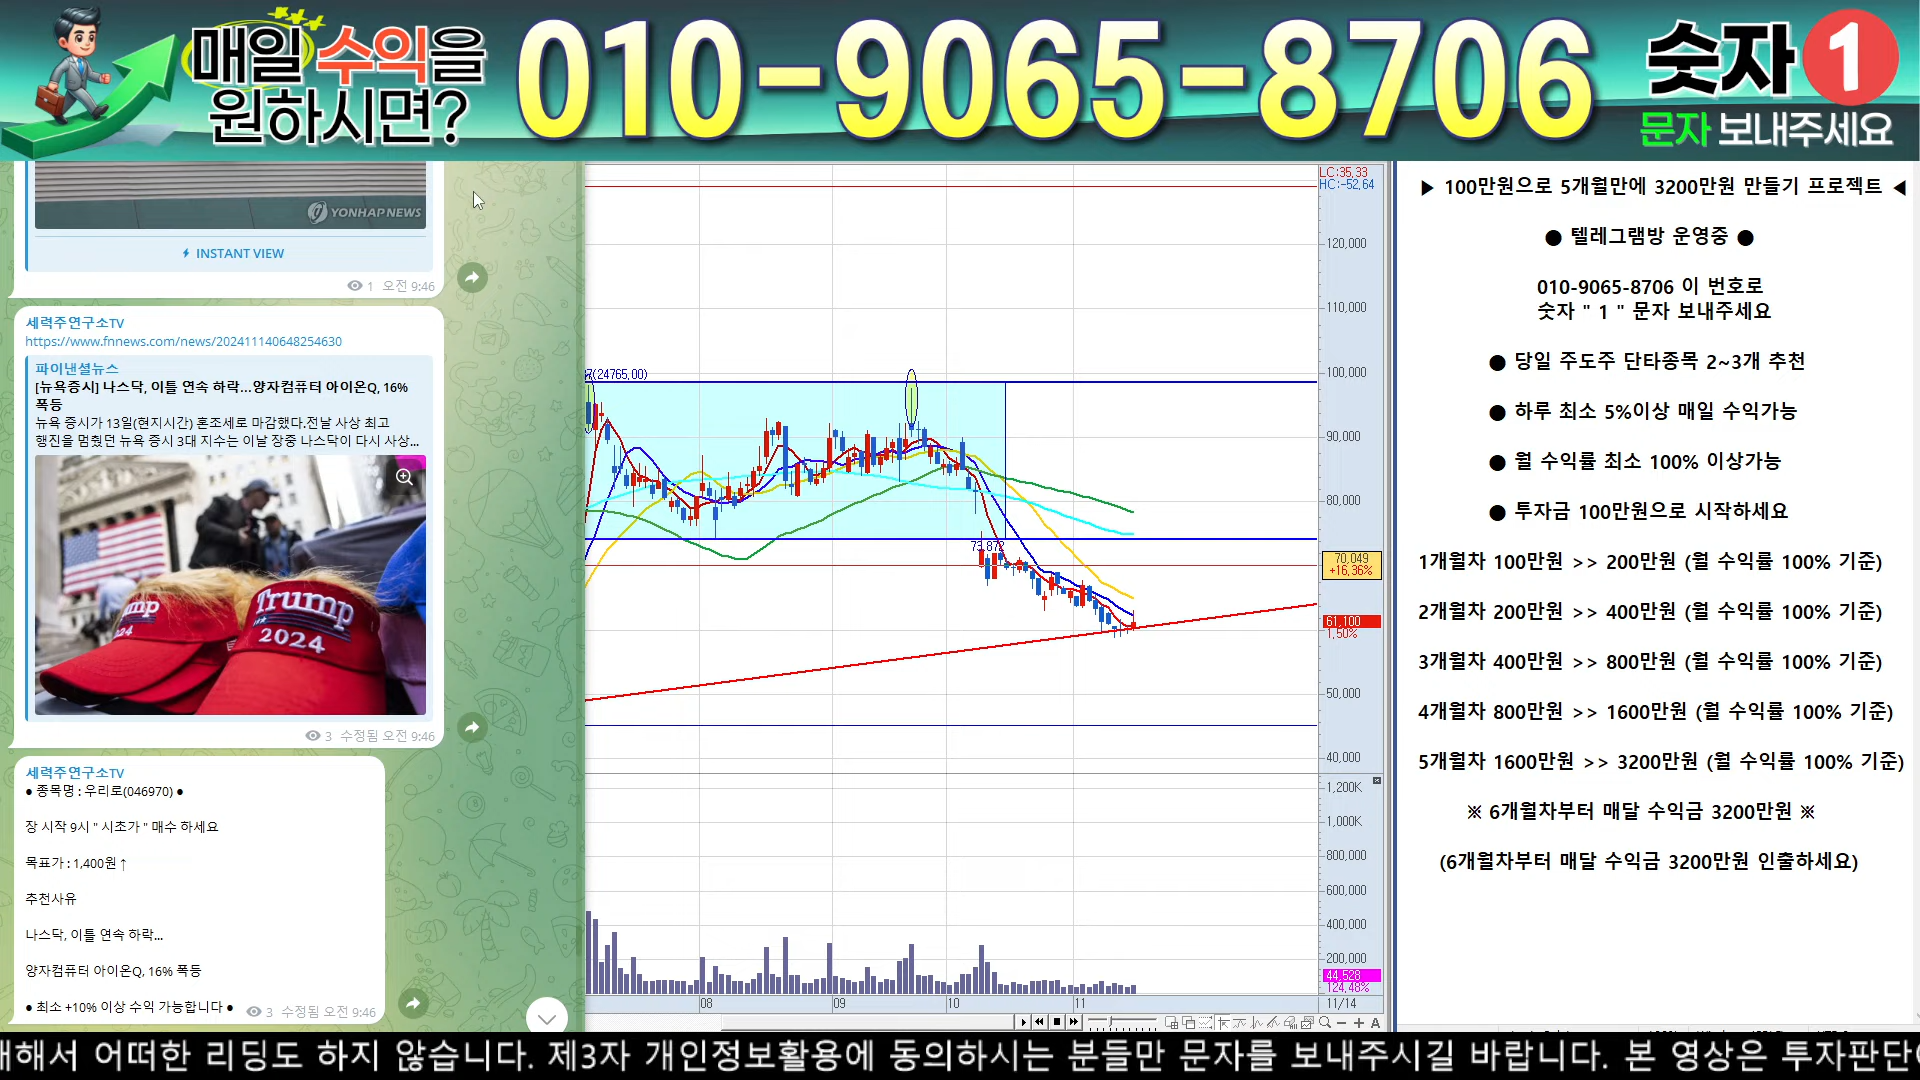 매일 수익을
원하시면?
010-9065-8706
숫자 1
문자 보내주세요
YONHAP NEWS
INSTANT VIEW
1 오전 9:46
세력주연구소TV
https://www.fnnews.com/news/202411140648254630
파이낸셜뉴스
[뉴욕증시] 나스닥, 이틀 연속 하락...양자컴퓨터 아이온Q, 16%
폭등
뉴욕 증시가 13일(현지시간) 혼조세로 마감했다.전날 사상 최고
행진을 멈췄던 뉴욕 증시 3대 지수는 이날 장중 나스닥이 다시 사상...
Trump
2024
3 수정됨 오전 9:46
세력주연구소TV
● 종목명 : 우리로(046970) ●
장 시작 9시 " 시초가 " 매수 하세요
목표가 : 1,400원 ↑
추천사유
나스닥, 이틀 연속 하락...
양자컴퓨터 아이온Q, 16% 폭등
● 최소 +10% 이상 수익 가능합니다 ●
3 수정됨 오전 9:46
LC:35,33
HC:-52,64
120,000
110,000
(24765,00)
100,000
90,000
80,000
73,872
70,049
+16,36%
61,100
1,50%
50,000
40,000
1,200K
1,000K
800,000
600,000
400,000
200,000
44,528
124,48%
08
09
10
11
11/14
A
▶ 100만원으로 5개월만에 3200만원 만들기 프로젝트 ◀
● 텔레그램방 운영중 ●
010-9065-8706 이 번호로
숫자 " 1 " 문자 보내주세요
● 당일 주도주 단타종목 2~3개 추천
● 하루 최소 5%이상 매일 수익가능
● 월 수익률 최소 100% 이상가능
● 투자금 100만원으로 시작하세요
1개월차 100만원 >> 200만원 (월 수익률 100% 기준)
2개월차 200만원 >> 400만원 (월 수익률 100% 기준)
3개월차 400만원 >> 800만원 (월 수익률 100% 기준)
4개월차 800만원 >> 1600만원 (월 수익률 100% 기준)
5개월차 1600만원 >> 3200만원 (월 수익률 100% 기준)
※ 6개월차부터 매달 수익금 3200만원 ※
(6개월차부터 매달 수익금 3200만원 인출하세요)
해서 어떠한 리딩도 하지 않습니다. 제3자 개인정보활용에 동의하시는 분들만 문자를 보내주시길 바랍니다. 본 영상은 투자판단